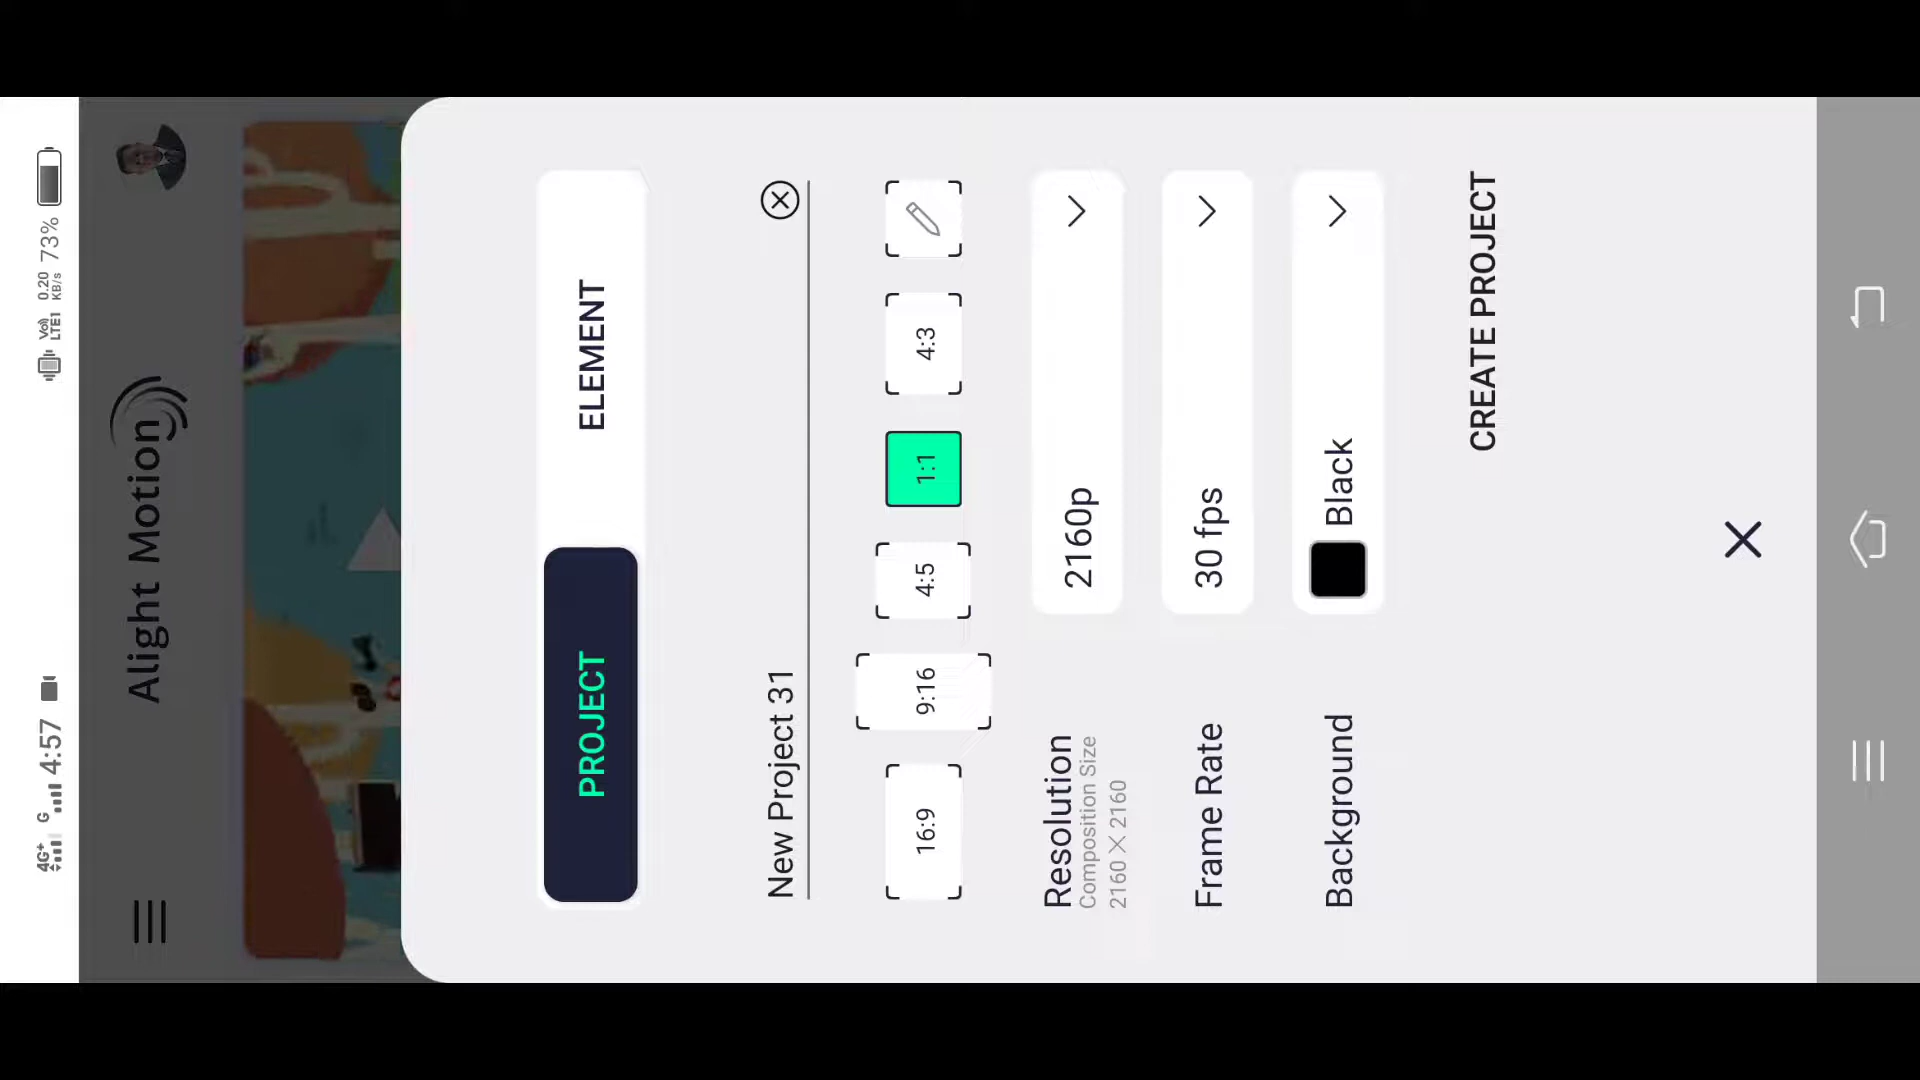 4G+ G 4:57 Vo) LTE1 0.20 KB/s 73%
Alight Motion
PROJECT ELEMENT
New Project 31
16:9 9:16 4:5 1:1 4:3
Resolution 2160p
Composition Size
2160 X 2160
Frame Rate 30 fps
Background Black
CREATE PROJECT